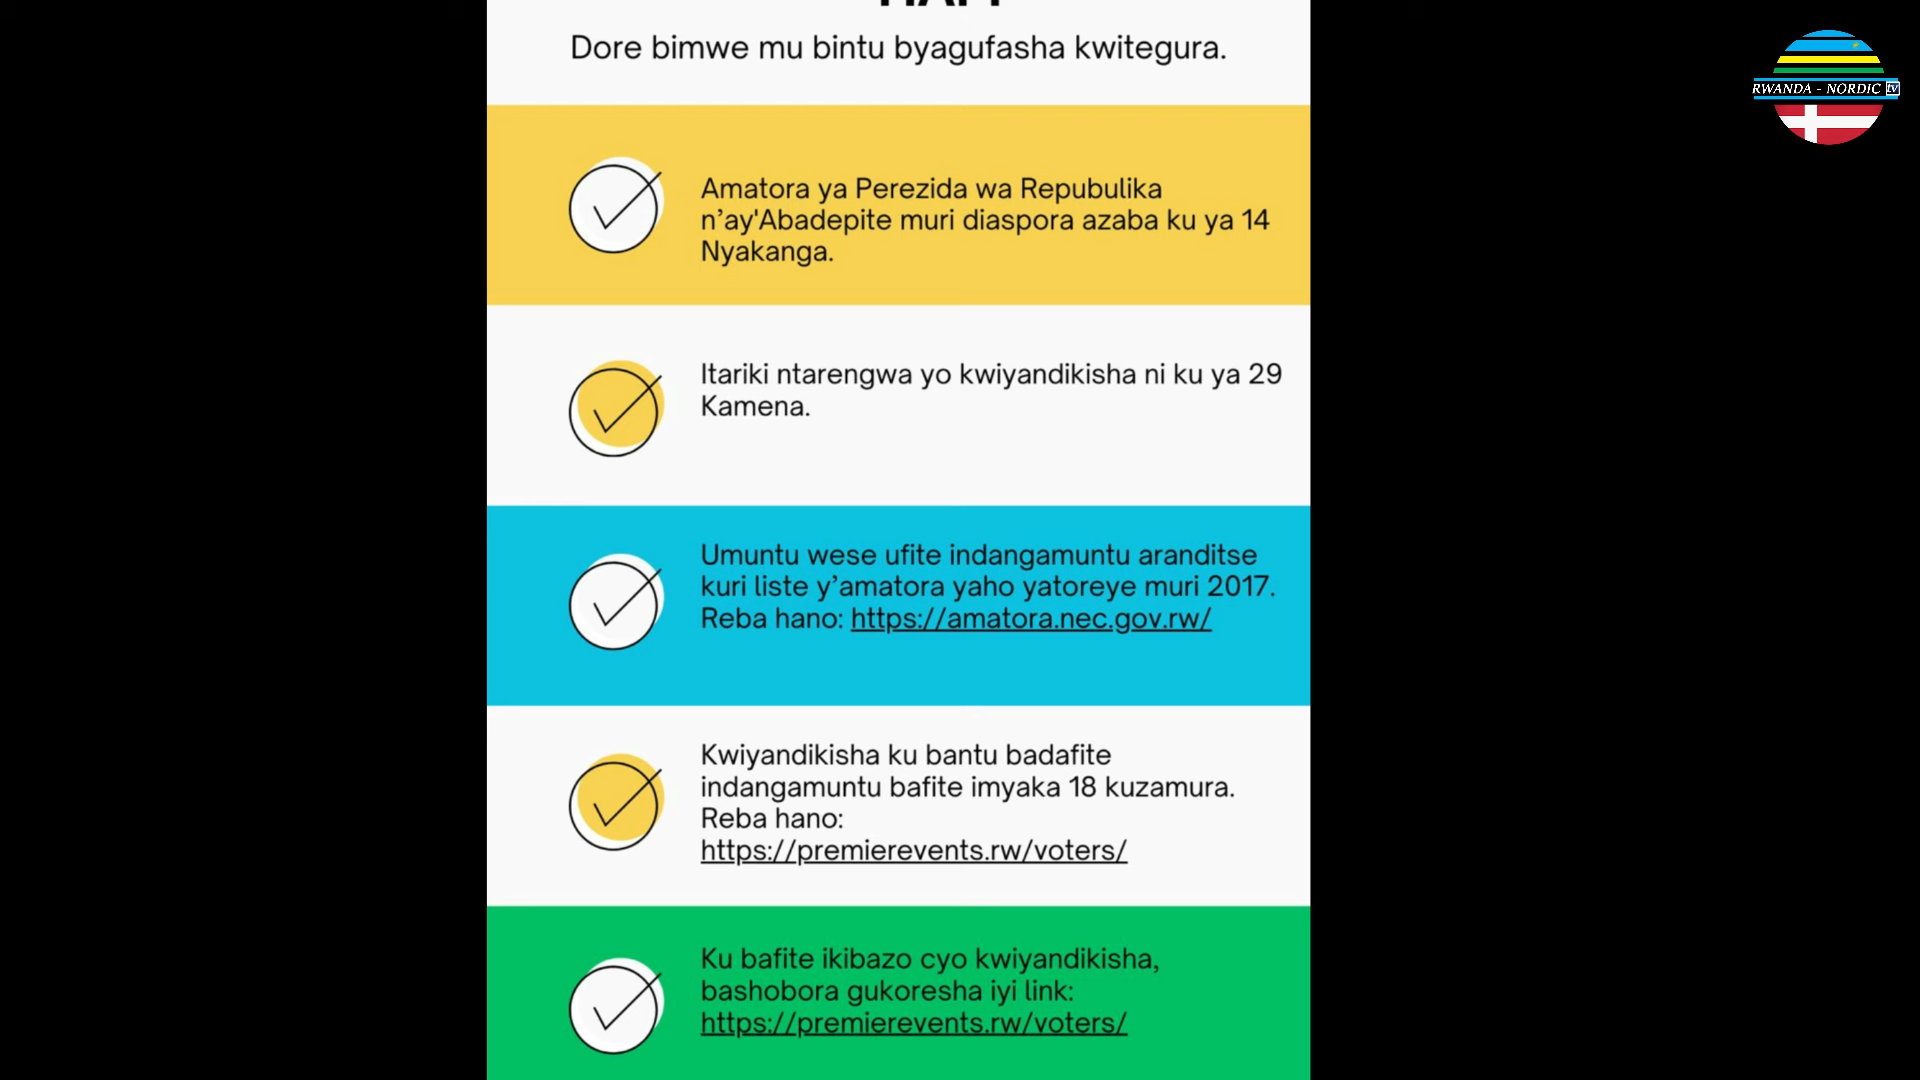 Dore bimwe mu bintu byagufasha kwitegura.
RWANDA - NORDIC tv
Amatora ya Perezida wa Repubulika
n’ay'Abadepite muri diaspora azaba ku ya 14
Nyakanga.
Itariki ntarengwa yo kwiyandikisha ni ku ya 29
Kamena.
Umuntu wese ufite indangamuntu aranditse
kuri liste y’amatora yaho yatoreye muri 2017.
Reba hano: https://amatora.nec.gov.rw/
Kwiyandikisha ku bantu badafite
indangamuntu bafite imyaka 18 kuzamura.
Reba hano:
https://premierevents.rw/voters/
Ku bafite ikibazo cyo kwiyandikisha,
bashobora gukoresha iyi link:
https://premierevents.rw/voters/